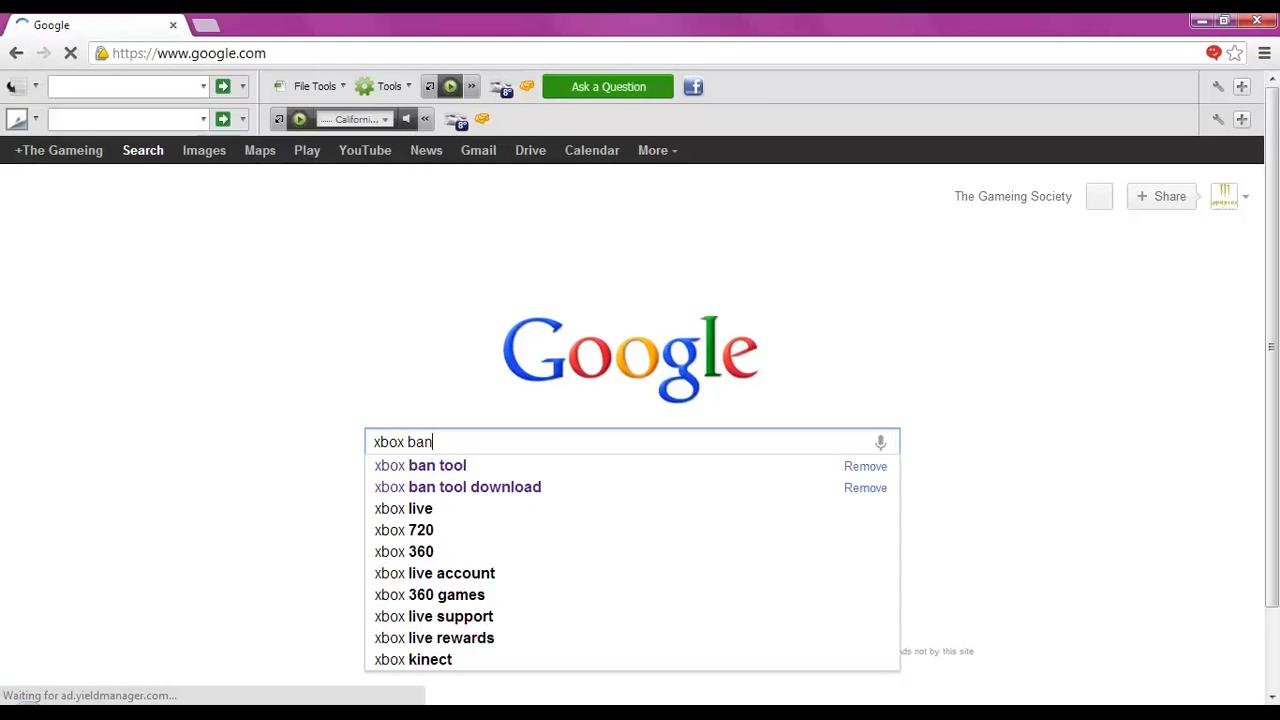 Google
https://www.google.com
File Tools Tools 8° Ask a Question
..... Californi... 8°
+The Gameing Search Images Maps Play YouTube News Gmail Drive Calendar More
The Gameing Society + Share
Google
xbox ban
xbox ban tool Remove
xbox ban tool download Remove
xbox live
xbox 720
xbox 360
xbox live account
xbox 360 games
xbox live support
xbox live rewards
xbox kinect
Ads not by this site
Waiting for ad.yieldmanager.com...